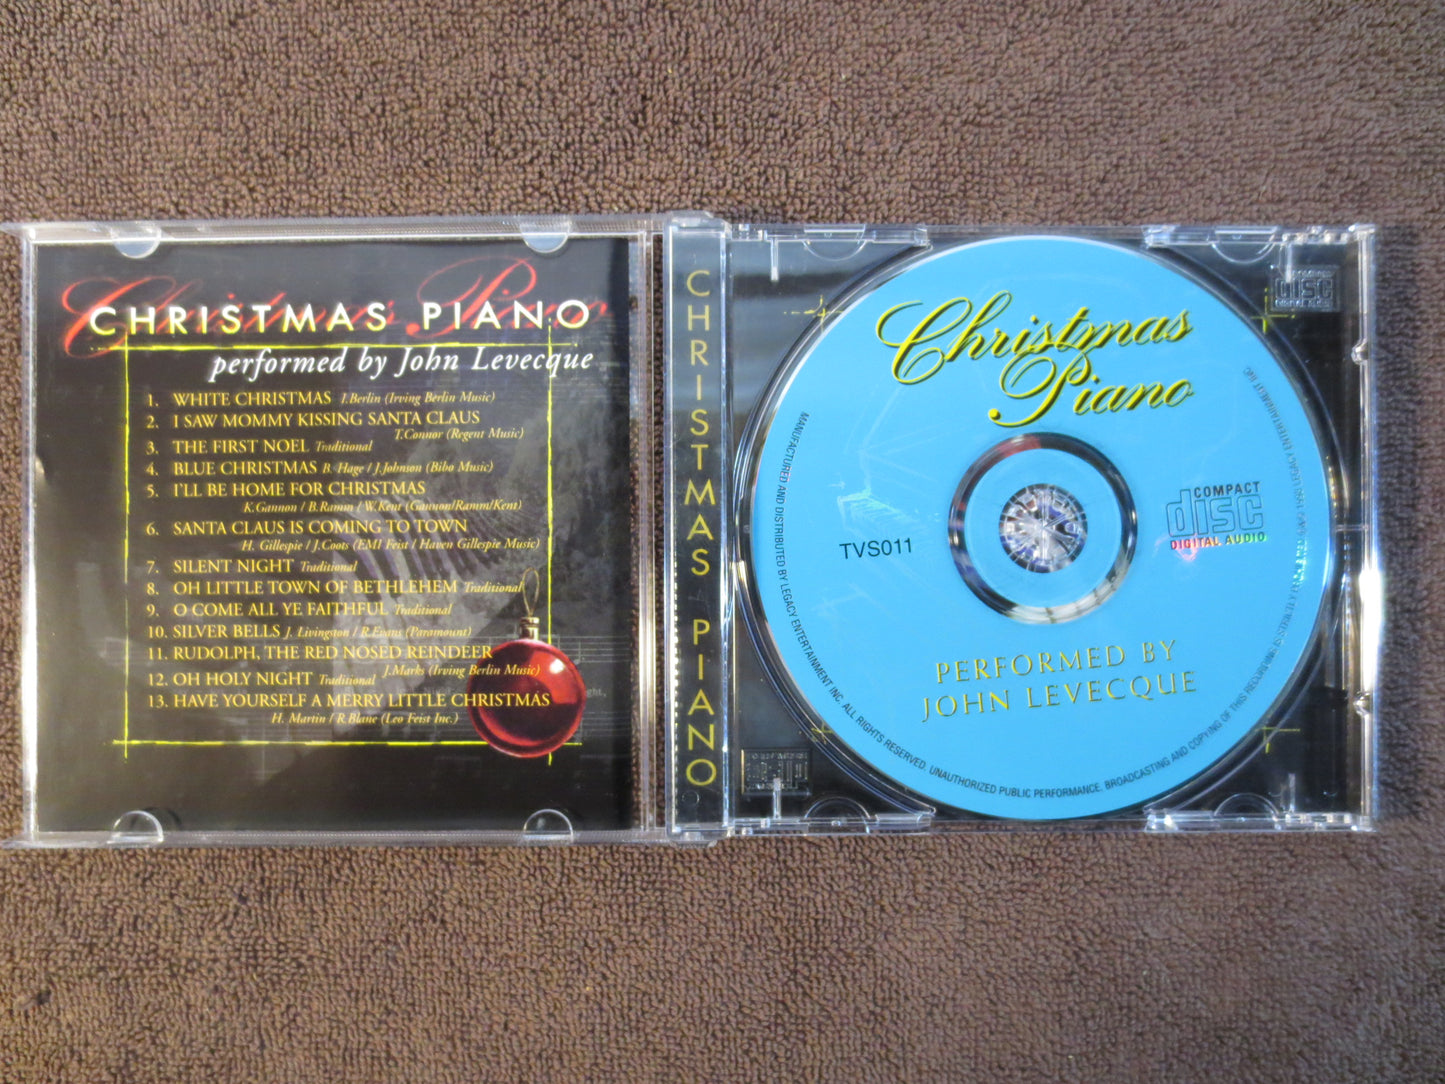 Christmas Piano
CHRISTMAS PIANO
performed by John Levecque
1. WHITE CHRISTMAS I.Berlin (Irving Berlin Music)
2. I SAW MOMMY KISSING SANTA CLAUS
T.Connor (Regent Music)
3. THE FIRST NOEL Traditional
4. BLUE CHRISTMAS B. Hage / J.Johnson (Bibo Music)
5. I'LL BE HOME FOR CHRISTMAS
K.Gannon / B.Ramm / W.Kent (Gannon/Ramm/Kent)
6. SANTA CLAUS IS COMING TO TOWN
H. Gillespie / J.Coots (EMI Feist / Haven Gillespie Music)
7. SILENT NIGHT Traditional
8. OH LITTLE TOWN OF BETHLEHEM Traditional
9. O COME ALL YE FAITHFUL Traditional
10. SILVER BELLS J. Livingston / R.Evans (Paramount)
11. RUDOLPH, THE RED NOSED REINDEER
J.Marks (Irving Berlin Music)
12. OH HOLY NIGHT Traditional
13. HAVE YOURSELF A MERRY LITTLE CHRISTMAS
H. Martin / R.Blane (Leo Feist Inc.)
CHRISTMAS PIANO
Christmas
Piano
TVS011
COMPACT
disc
DIGITAL AUDIO
PERFORMED BY
JOHN LEVECQUE
MANUFACTURED AND DISTRIBUTED BY LEGACY ENTERTAINMENT INC. ALL RIGHTS RESERVED. UNAUTHORIZED PUBLIC PERFORMANCE, BROADCASTING AND COPYING OF THIS RECORDING IS
disc